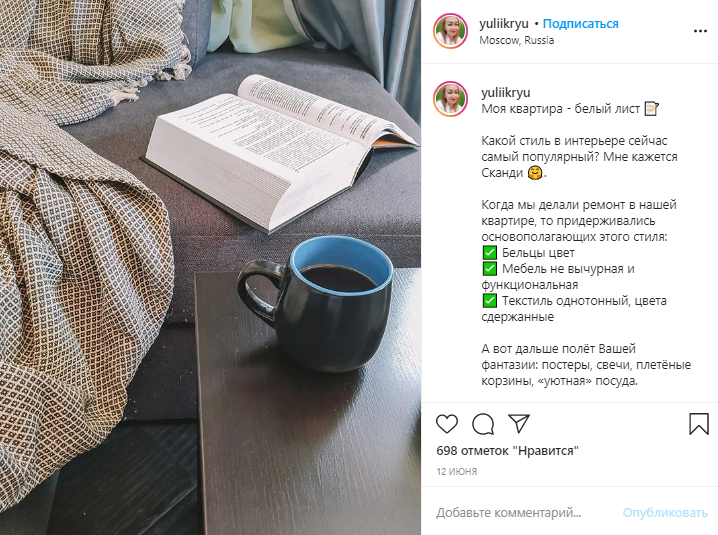 yuliikryu • Подписаться
Moscow, Russia
yuliikryu
Моя квартира - белый лист 📝
Какой стиль в интерьере сейчас
самый популярный? Мне кажется
Сканди 🤗.
Когда мы делали ремонт в нашей
квартире, то придерживались
основополагающих этого стиля:
✅ Бельцы цвет
✅ Мебель не вычурная и
функциональная
✅ Текстиль однотонный, цвета
сдержанные
А вот дальше полёт Вашей
фантазии: постеры, свечи, плетёные
корзины, «уютная» посуда.
698 отметок "Нравится"
12 ИЮНЯ
Добавьте комментарий...
Опубликовать